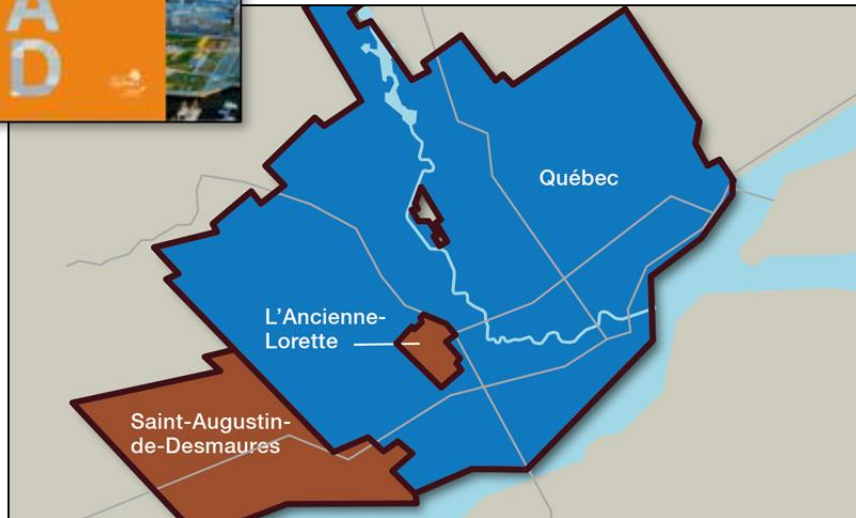 A
D
Québec
L'Ancienne-
Lorette
Saint-Augustin-
de-Desmaures